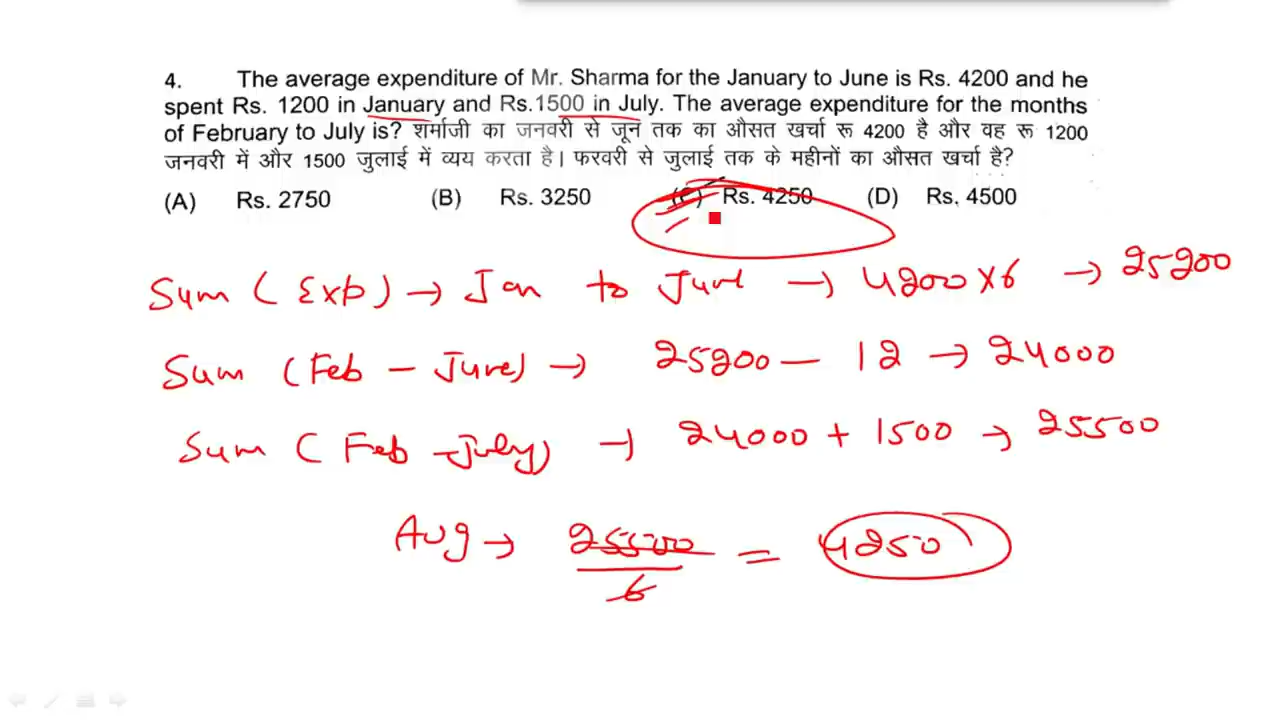 4. The average expenditure of Mr. Sharma for the January to June is Rs. 4200 and he
spent Rs. 1200 in January and Rs.1500 in July. The average expenditure for the months
of February to July is? शर्माजी का जनवरी से जून तक का औसत खर्चा रू 4200 है और वह रू 1200
जनवरी में और 1500 जुलाई में व्यय करता है। फरवरी से जुलाई तक के महीनों का औसत खर्चा है?
(A) Rs. 2750 (B) Rs. 3250 (C) Rs. 4250 (D) Rs. 4500
Sum ( Exp ) → Jan to June → 4200 × 6 → 25200
Sum (Feb - June) → 25200 - 12 → 24000
Sum ( Feb - July) → 24000 + 1500 → 25500
Avg → 25500/6 = 4250